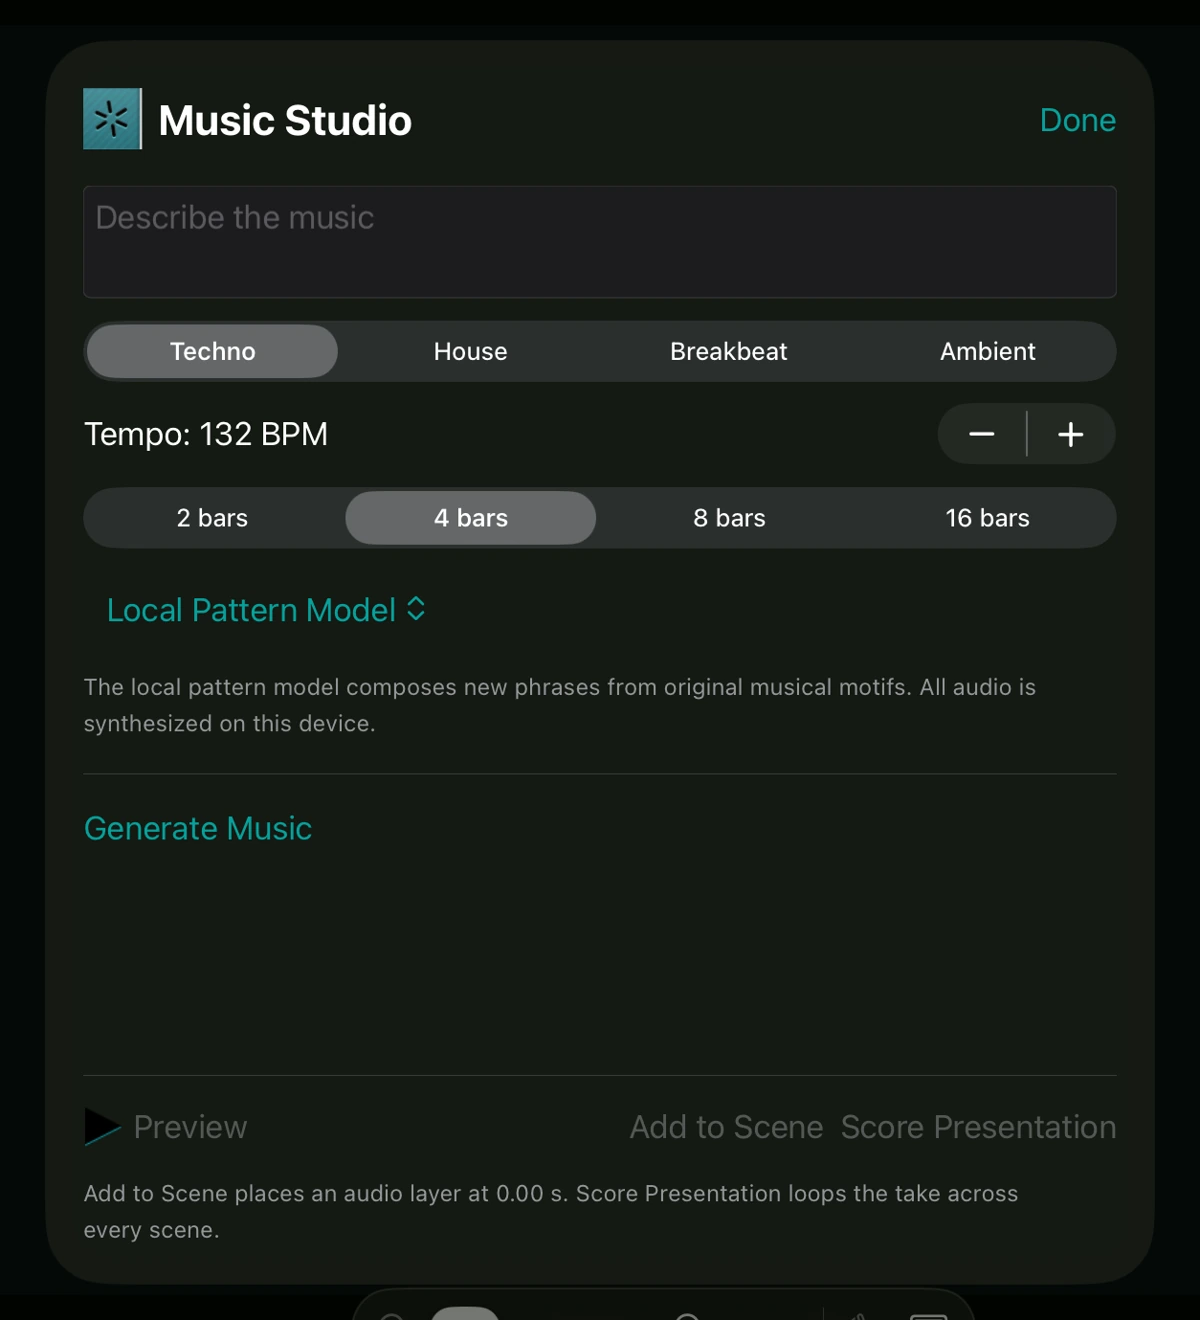 Music Studio
Done
Describe the music
Techno
House
Breakbeat
Ambient
Tempo: 132 BPM
2 bars
4 bars
8 bars
16 bars
Local Pattern Model
The local pattern model composes new phrases from original musical motifs. All audio is
synthesized on this device.
Generate Music
Preview
Add to Scene
Score Presentation
Add to Scene places an audio layer at 0.00 s. Score Presentation loops the take across
every scene.